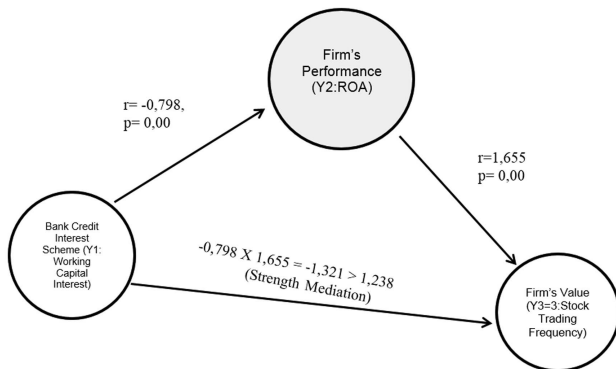 Firm's
Performance
(Y2:ROA)
r= -0,798,
p= 0,00
r=1,655
p= 0,00
Bank Credit
Interest
Scheme (Y1:
Working
Capital
Interest)
-0,798 X 1,655 = -1,321 > 1,238
(Strength Mediation)
Firm's Value
(Y3=3:Stock
Trading
Frequency)